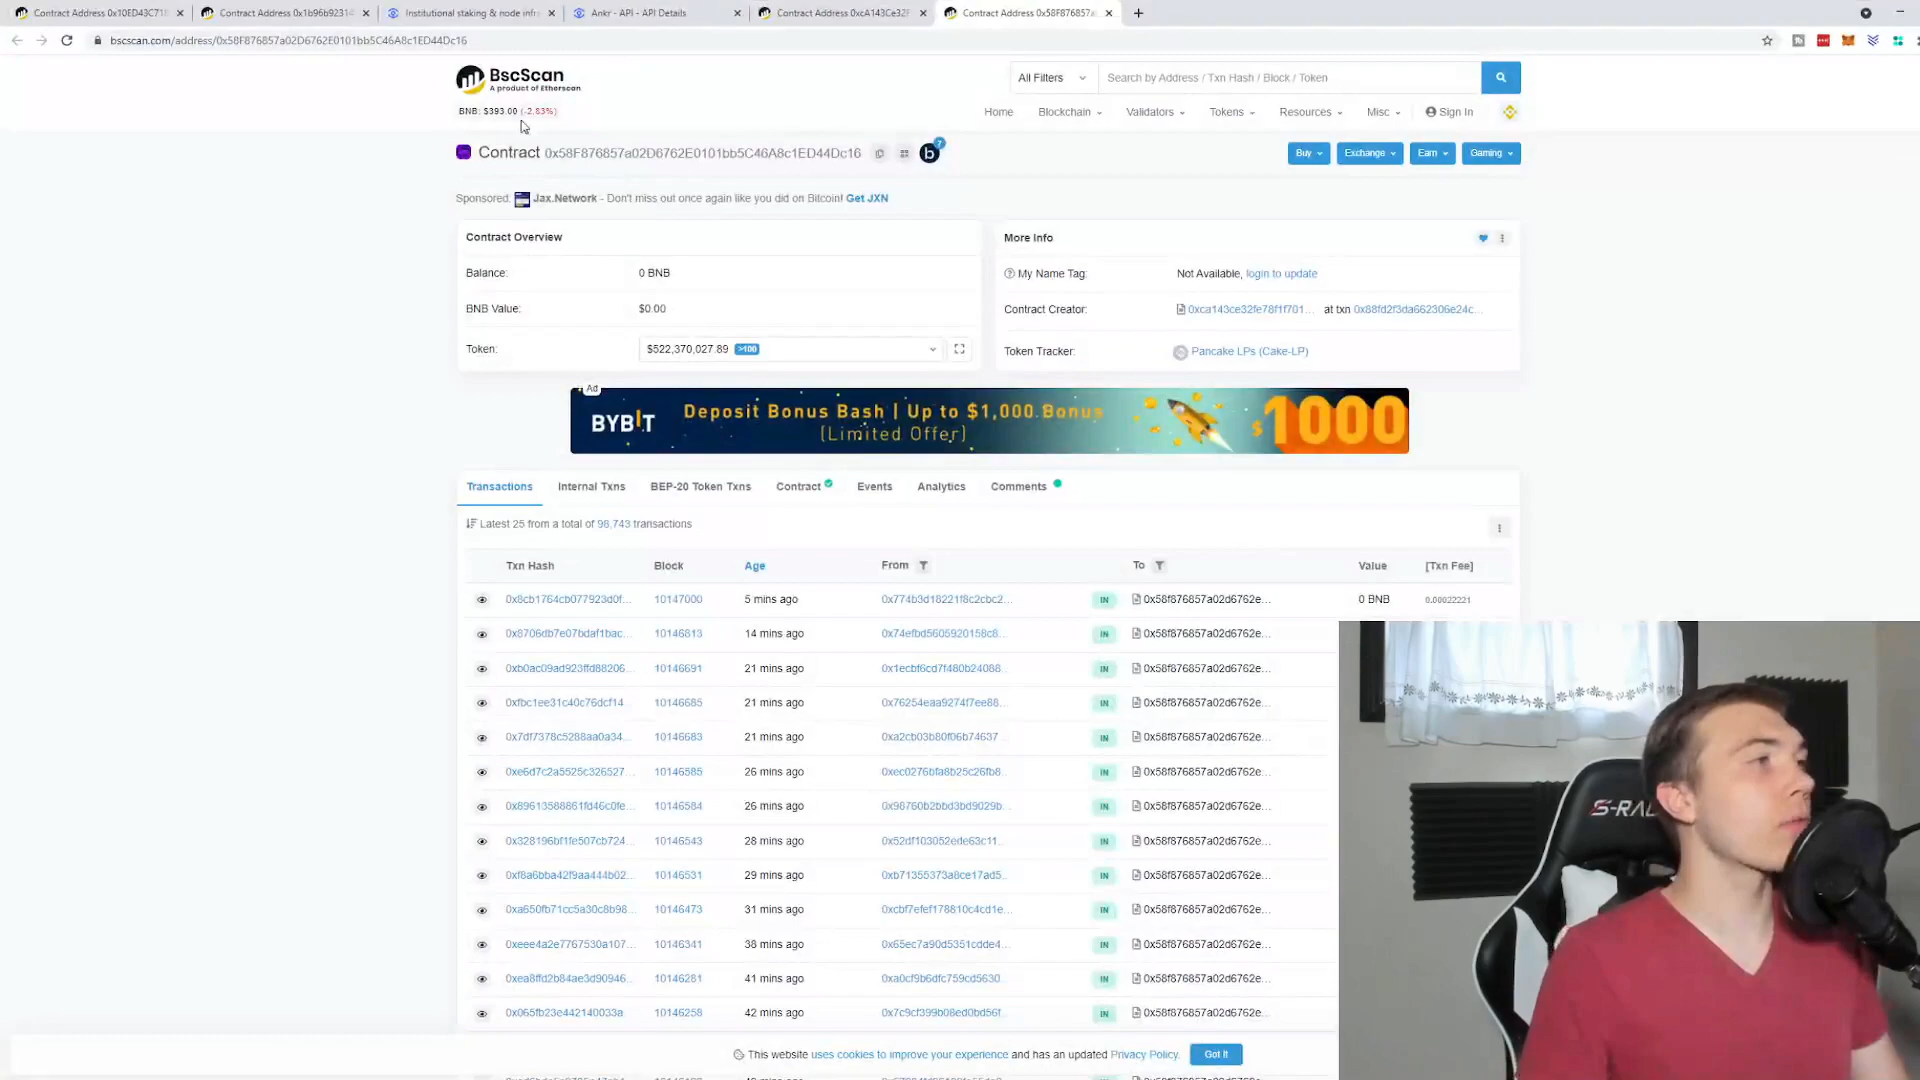 Contract Address 0x10ED43C718
Contract Address 0x1b96b92314
Institutional staking & node infr
Ankr - API - API Details
Contract Address 0xcA143Ce32F
Contract Address 0x58F876857a
bscscan.com/address/0x58F876857a02D6762E0101bb5C46A8c1ED44Dc16
BscScan
A product of Etherscan
All Filters
Search by Address / Txn Hash / Block / Token
BNB: $393.00 (-2.83%)
Home Blockchain Validators Tokens Resources Misc Sign In
Contract 0x58F876857a02D6762E0101bb5C46A8c1ED44Dc16
b 7
Buy Exchange Earn Gaming
Sponsored: Jax.Network - Don't miss out once again like you did on Bitcoin! Get JXN
Contract Overview
Balance: 0 BNB
BNB Value: $0.00
Token: $522,370,027.89 >100
More Info
My Name Tag: Not Available, login to update
Contract Creator: 0xca143ce32fe78f1f701... at txn 0x88fd2f3da662306e24c...
Token Tracker: Pancake LPs (Cake-LP)
Ad
BYBIT Deposit Bonus Bash | Up to $1,000 Bonus
(Limited Offer)
$1000
Transactions Internal Txns BEP-20 Token Txns Contract Events Analytics Comments
Latest 25 from a total of 98,743 transactions
Txn Hash Block Age From To Value [Txn Fee]
0x8cb1764cb077923d0f... 10147000 5 mins ago 0x774b3d18221f8c2cbc2... IN 0x58f876857a02d6762e... 0 BNB 0.00022221
0x8706db7e07bdaf1bac... 10146813 14 mins ago 0x74efbd5605920158c8... IN 0x58f876857a02d6762e...
0xb0ac09ad923ffd88206... 10146691 21 mins ago 0x1ecbf6cd7f480b24088... IN 0x58f876857a02d6762e...
0xfbc1ee31c40c76dcf14... 10146685 21 mins ago 0x76254eaa9274f7ee88... IN 0x58f876857a02d6762e...
0x7df7378c5288aa0a34... 10146683 21 mins ago 0xa2cb03b80f06b74637... IN 0x58f876857a02d6762e...
0xe6d7c2a5525c326527... 10146585 26 mins ago 0xec0276bfa8b25c26fb8... IN 0x58f876857a02d6762e...
0x89613588861fd46c0fe... 10146584 26 mins ago 0x98760b2bbd3bd9029b... IN 0x58f876857a02d6762e...
0x328196bf1fe507cb724... 10146543 28 mins ago 0x52df103052ede63c11... IN 0x58f876857a02d6762e...
0xf8a6bba42f9aa444b02... 10146531 29 mins ago 0xb71355373a8ce17ad5... IN 0x58f876857a02d6762e...
0xa650fb71cc5a30c8b98... 10146473 31 mins ago 0xcbf7efef178810c4cd1e... IN 0x58f876857a02d6762e...
0xeee4a2e7767530a107... 10146341 38 mins ago 0x65ec7a90d5351cdde4... IN 0x58f876857a02d6762e...
0xea8ffd2b84ae3d90946... 10146281 41 mins ago 0xa0cf9b6dfc759cd5630... IN 0x58f876857a02d6762e...
0x065fb23e442140033a... 10146258 42 mins ago 0x7c9cf399b08ed0bd56f... IN 0x58f876857a02d6762e...
This website uses cookies to improve your experience and has an updated Privacy Policy. Got It